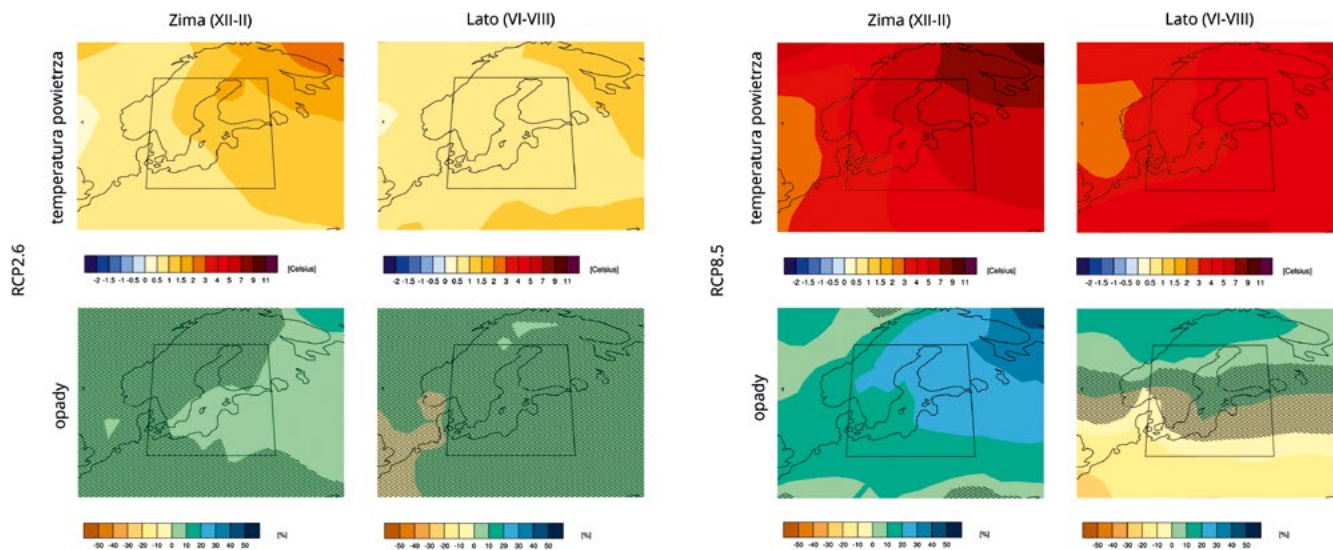 Zima (XII-II)
Lato (VI-VIII)
Zima (XII-II)
Lato (VI-VIII)
RCP2.6
temperatura powietrza
-2 -1.5 -1 -0.5 0 0.5 1 1.5 2 3 4 5 7 9 11 [Celsius]
-2 -1.5 -1 -0.5 0 0.5 1 1.5 2 3 4 5 7 9 11 [Celsius]
opady
-50 -40 -30 -20 -10 0 10 20 30 40 50 [%]
-50 -40 -30 -20 -10 0 10 20 30 40 50 [%]
RCP8.5
temperatura powietrza
-2 -1.5 -1 -0.5 0 0.5 1 1.5 2 3 4 5 7 9 11 [Celsius]
-2 -1.5 -1 -0.5 0 0.5 1 1.5 2 3 4 5 7 9 11 [Celsius]
opady
-50 -40 -30 -20 -10 0 10 20 30 40 50 [%]
-50 -40 -30 -20 -10 0 10 20 30 40 50 [%]